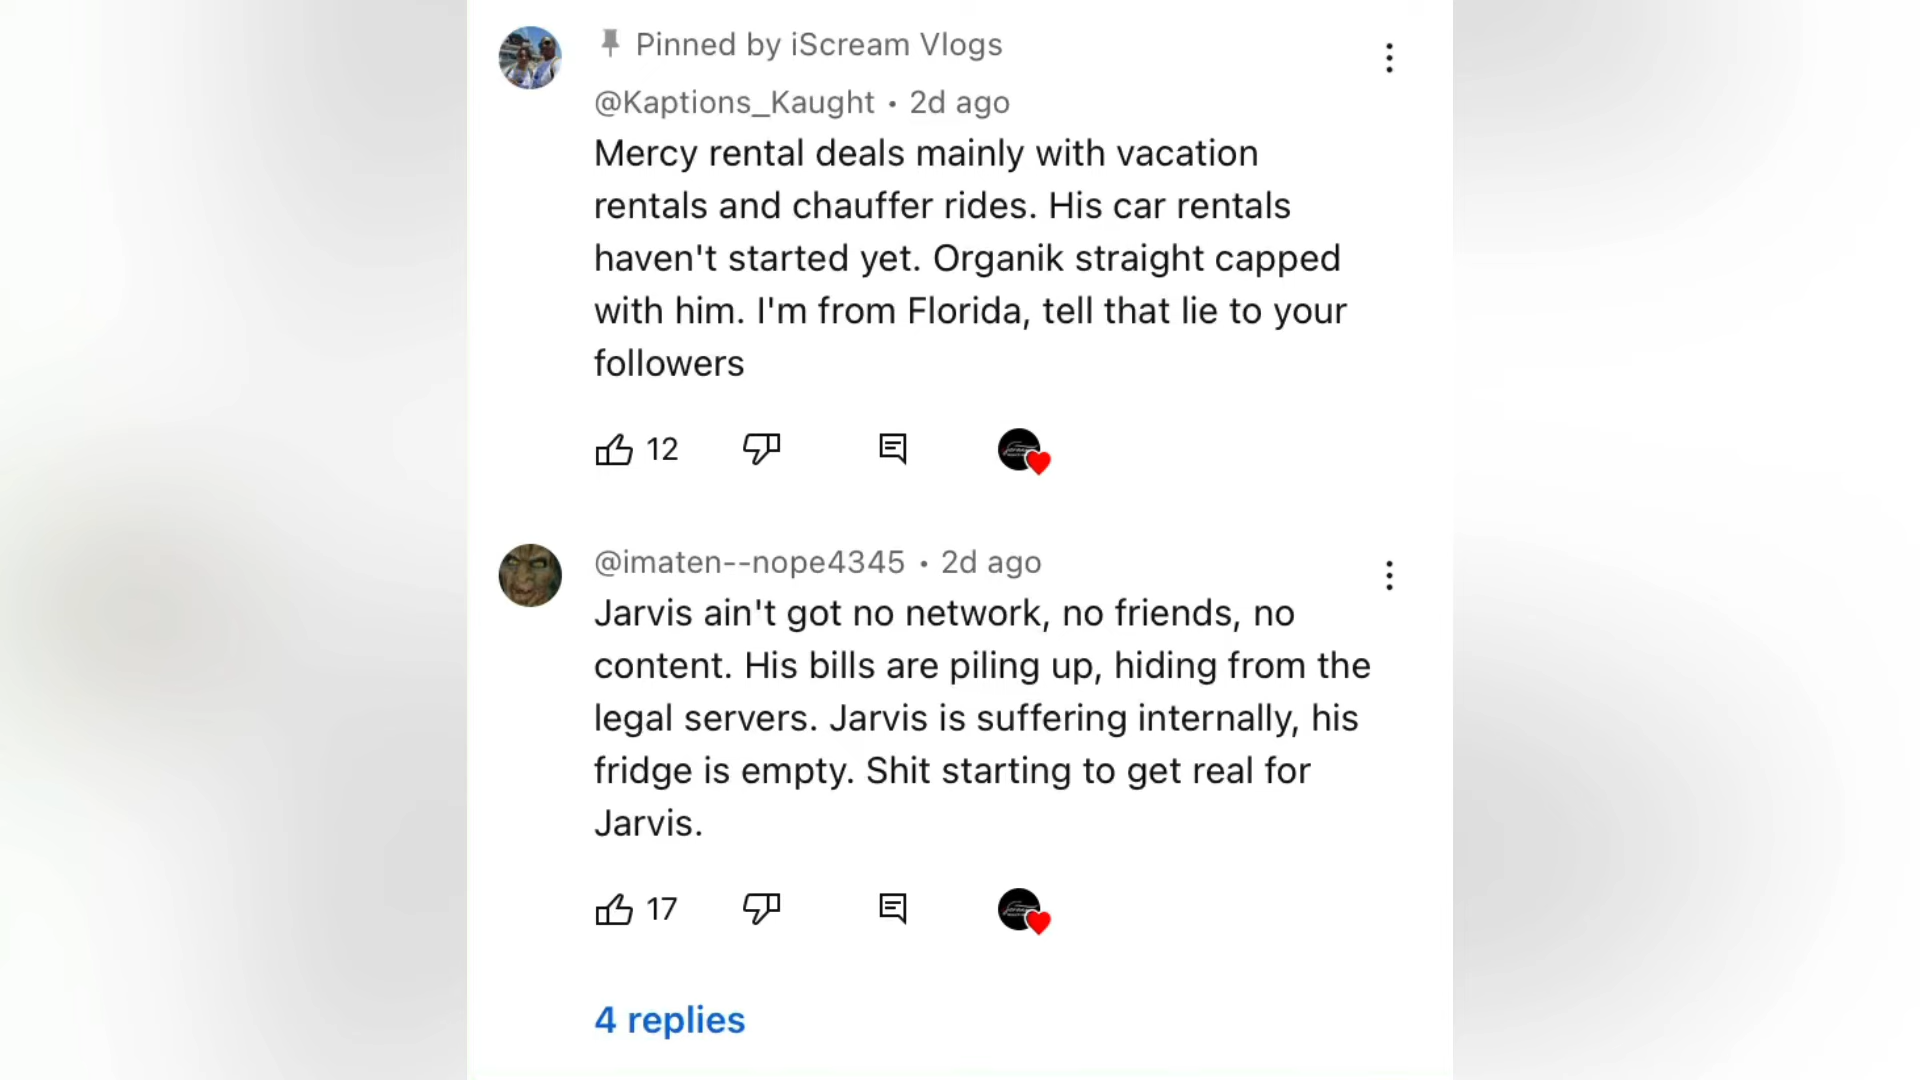 Pinned by iScream Vlogs
@Kaptions_Kaught • 2d ago
Mercy rental deals mainly with vacation
rentals and chauffer rides. His car rentals
haven't started yet. Organik straight capped
with him. I'm from Florida, tell that lie to your
followers
12
@imaten--nope4345 • 2d ago
Jarvis ain't got no network, no friends, no
content. His bills are piling up, hiding from the
legal servers. Jarvis is suffering internally, his
fridge is empty. Shit starting to get real for
Jarvis.
17
4 replies